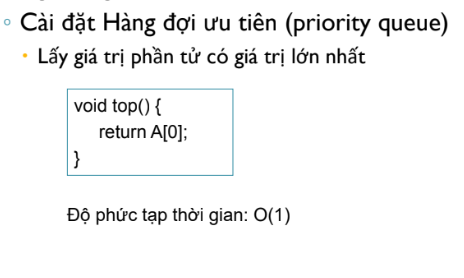 Cài đặt Hàng đợi ưu tiên (priority queue)
Lấy giá trị phần tử có giá trị lớn nhất
void top() {
return A[0];
}
Độ phức tạp thời gian: O(1)